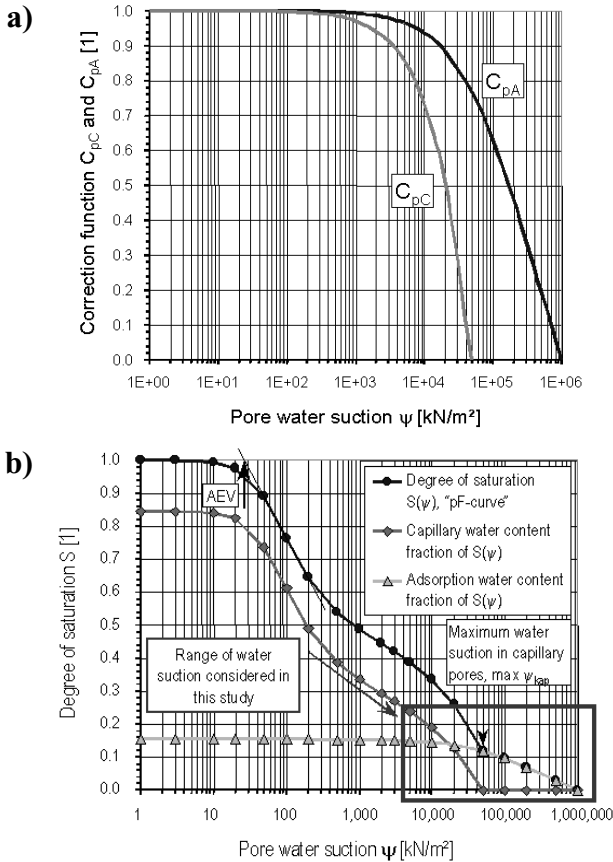 a)
Correction function CpC and CpA [1]
1.0
0.9
0.8
0.7
0.6
0.5
0.4
0.3
0.2
0.1
0.0
CpA
CpC
1E+00 1E+01 1E+02 1E+03 1E+04 1E+05 1E+06
Pore water suction ψ [kN/m²]
b)
Degree of saturation S [1]
1.0
0.9
0.8
0.7
0.6
0.5
0.4
0.3
0.2
0.1
0.0
AEV
Degree of saturation
S(ψ), "pF-curve"
Capillary water content
fraction of S(ψ)
Adsorption water content
fraction of S(ψ)
Maximum water
suction in capillary
pores, max ψkap
Range of water
suction considered in
this study
1 10 100 1,000 10,000 100,000 1,000,000
Pore water suction ψ [kN/m²]